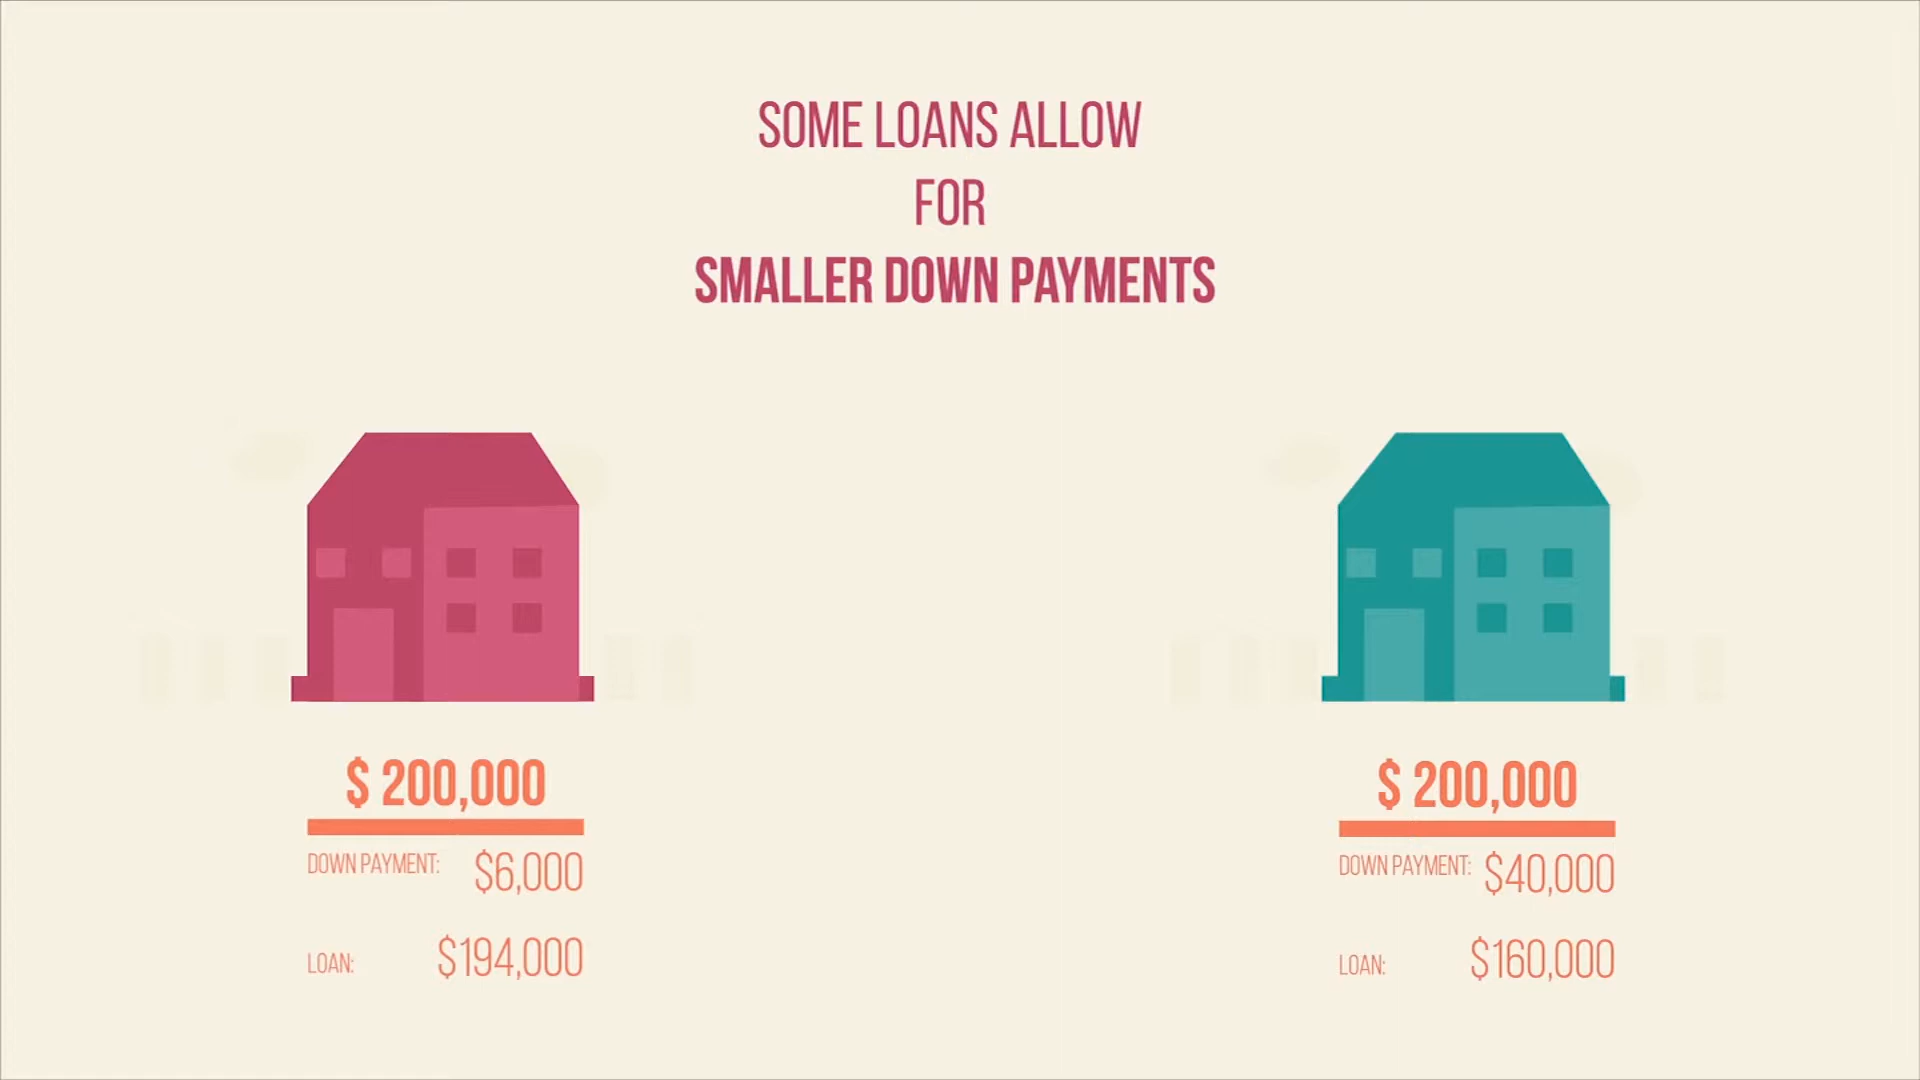 SOME LOANS ALLOW
FOR
SMALLER DOWN PAYMENTS
$ 200,000
DOWN PAYMENT: $6,000
LOAN: $194,000
$ 200,000
DOWN PAYMENT: $40,000
LOAN: $160,000